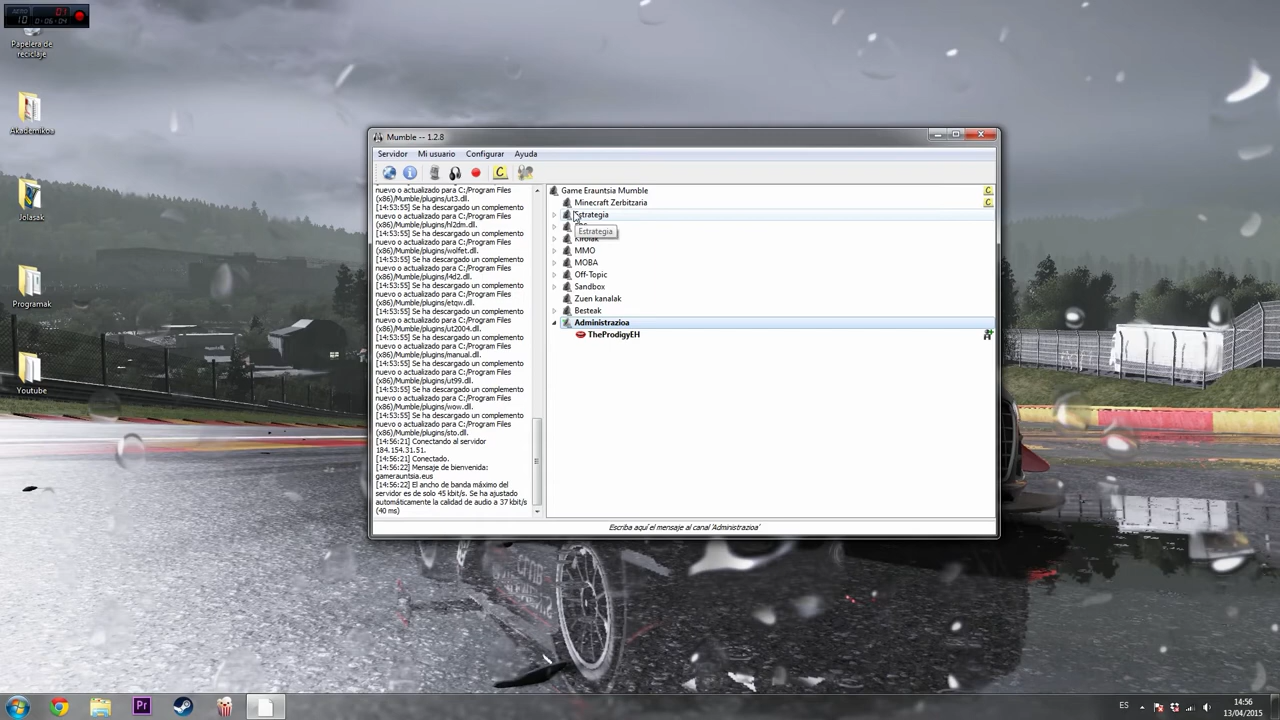 01
10 0:06:04
Papelera de
reciclaje
Akademikoa
Jolasak
Programak
Youtube
Mumble -- 1.2.8
Servidor Mi usuario Configurar Ayuda
nuevo o actualizado para C:/Program Files
(x86)/Mumble/plugins/ut3.dll.
[14:53:55] Se ha descargado un complemento
nuevo o actualizado para C:/Program Files
(x86)/Mumble/plugins/hl2dm.dll.
[14:53:55] Se ha descargado un complemento
nuevo o actualizado para C:/Program Files
(x86)/Mumble/plugins/wolfet.dll.
[14:53:55] Se ha descargado un complemento
nuevo o actualizado para C:/Program Files
(x86)/Mumble/plugins/l4d2.dll.
[14:53:55] Se ha descargado un complemento
nuevo o actualizado para C:/Program Files
(x86)/Mumble/plugins/etqw.dll.
[14:53:55] Se ha descargado un complemento
nuevo o actualizado para C:/Program Files
(x86)/Mumble/plugins/ut2004.dll.
[14:53:55] Se ha descargado un complemento
nuevo o actualizado para C:/Program Files
(x86)/Mumble/plugins/manual.dll.
[14:53:55] Se ha descargado un complemento
nuevo o actualizado para C:/Program Files
(x86)/Mumble/plugins/ut99.dll.
[14:53:55] Se ha descargado un complemento
nuevo o actualizado para C:/Program Files
(x86)/Mumble/plugins/wow.dll.
[14:53:55] Se ha descargado un complemento
nuevo o actualizado para C:/Program Files
(x86)/Mumble/plugins/sto.dll.
[14:56:21] Conectando al servidor
184.154.31.51.
[14:56:21] Conectado.
[14:56:22] Mensaje de bienvenida:
gamerauntsia.eus
[14:56:22] El ancho de banda máximo del
servidor es de solo 45 kbit/s. Se ha ajustado
automáticamente la calidad de audio a 37 kbit/s
(40 ms)
Game Erauntsia Mumble
Minecraft Zerbitzaria
Estrategia
Estrategia
Kirolak
MMO
MOBA
Off-Topic
Sandbox
Zuen kanalak
Besteak
Administrazioa
TheProdigyEH
Escriba aquí el mensaje al canal 'Administrazioa'
Pr
ES
14:56
13/04/2015